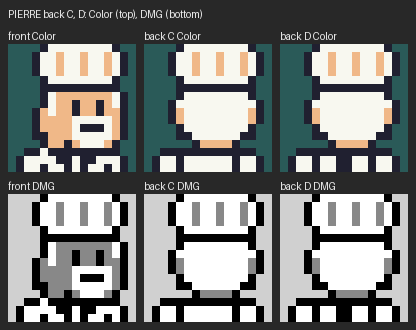 PIERRE back C, D: Color (top), DMG (bottom)
front Color back C Color back D Color
front DMG back C DMG back D DMG